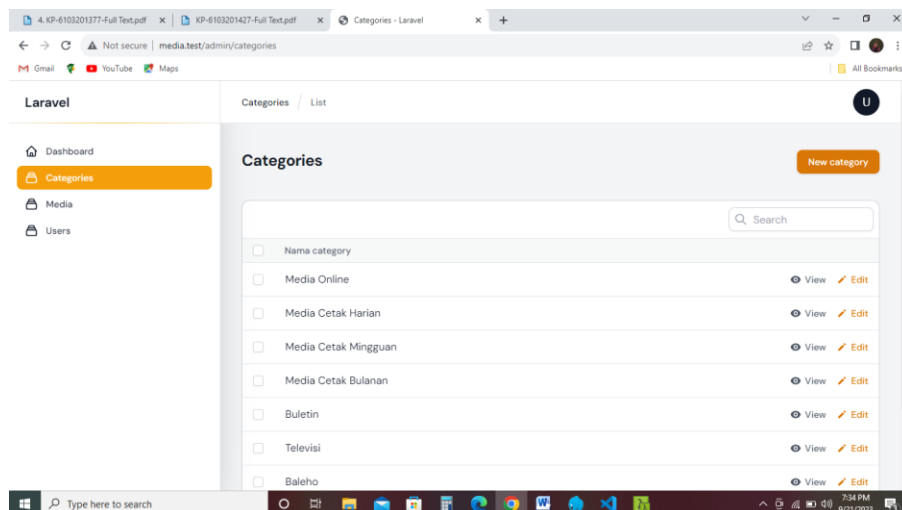 4. KP-6103201377-Full Text.pdf
KP-6103201427-Full Text.pdf
Categories - Laravel
Not secure | media.test/admin/categories
Gmail YouTube Maps All Bookmarks
Laravel
Categories / List
U
Dashboard
Categories
Media
Users
Categories
New category
Search
Nama category
Media Online View Edit
Media Cetak Harian View Edit
Media Cetak Mingguan View Edit
Media Cetak Bulanan View Edit
Buletin View Edit
Televisi View Edit
Baleho View Edit
Type here to search
7:34 PM
9/21/2023